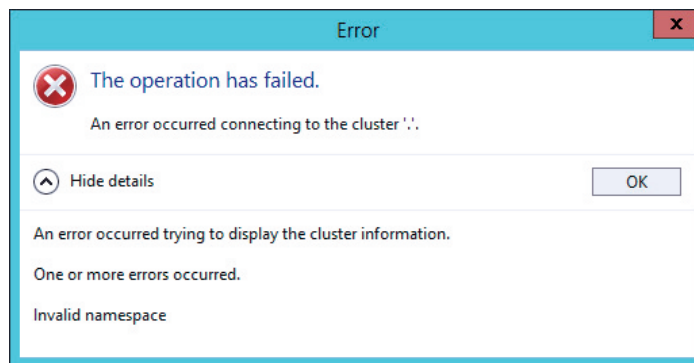 Error
x
The operation has failed.
An error occurred connecting to the cluster '.'.
Hide details
OK
An error occurred trying to display the cluster information.
One or more errors occurred.
Invalid namespace